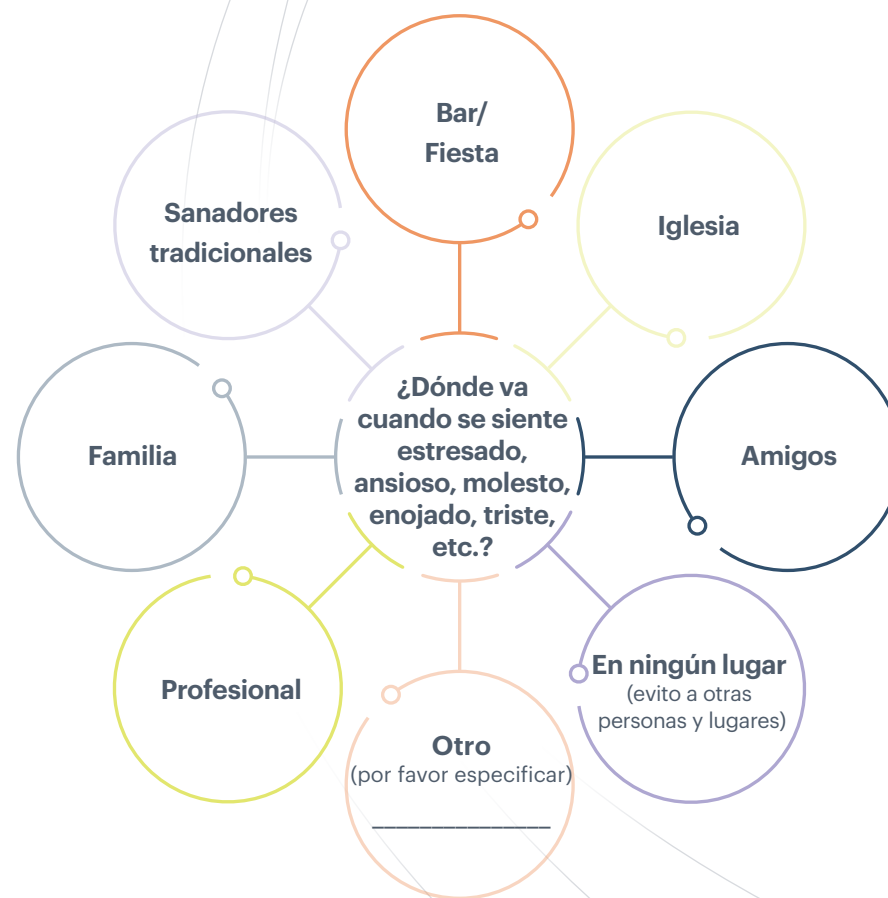 Bar/
Fiesta
Sanadores
tradicionales
Iglesia
¿Dónde va
cuando se siente
estresado,
ansioso, molesto,
enojado, triste,
etc.?
Familia
Amigos
Profesional
En ningún lugar
(evito a otras
personas y lugares)
Otro
(por favor especificar)
_______________